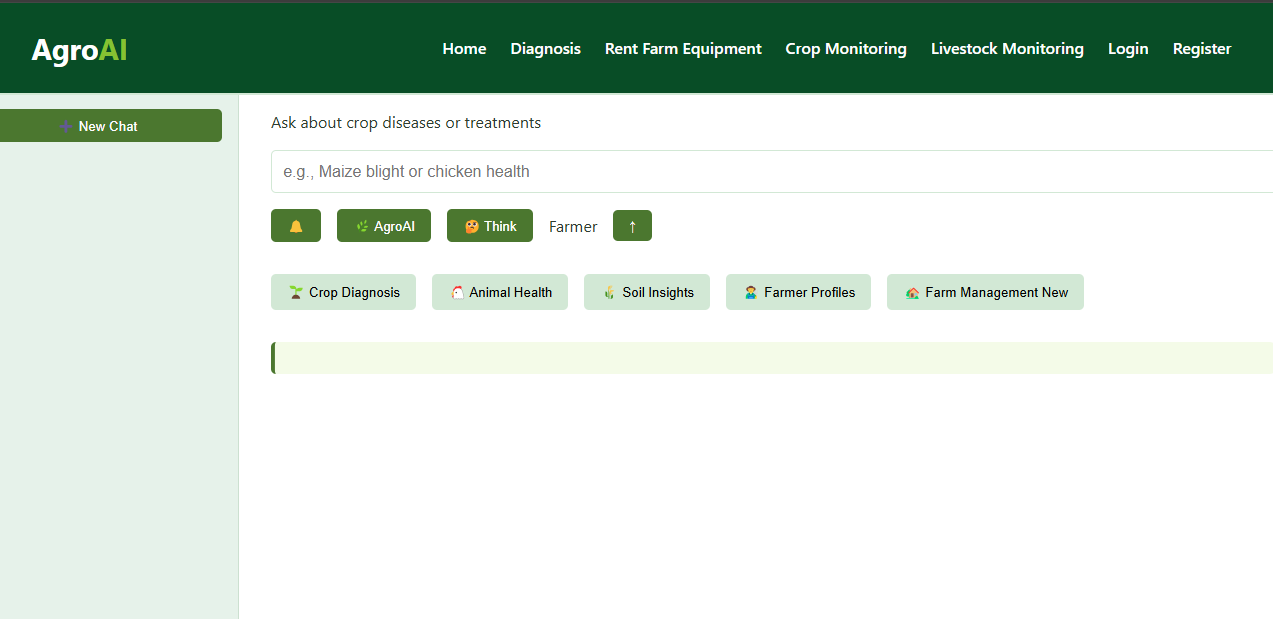 AgroAI
Home Diagnosis Rent Farm Equipment Crop Monitoring Livestock Monitoring Login Register
➕ New Chat
Ask about crop diseases or treatments
e.g., Maize blight or chicken health
🔔 🌿 AgroAI 🤔 Think Farmer ↑
🌱 Crop Diagnosis 🐔 Animal Health 🌾 Soil Insights 👨‍🌾 Farmer Profiles 🏡 Farm Management New